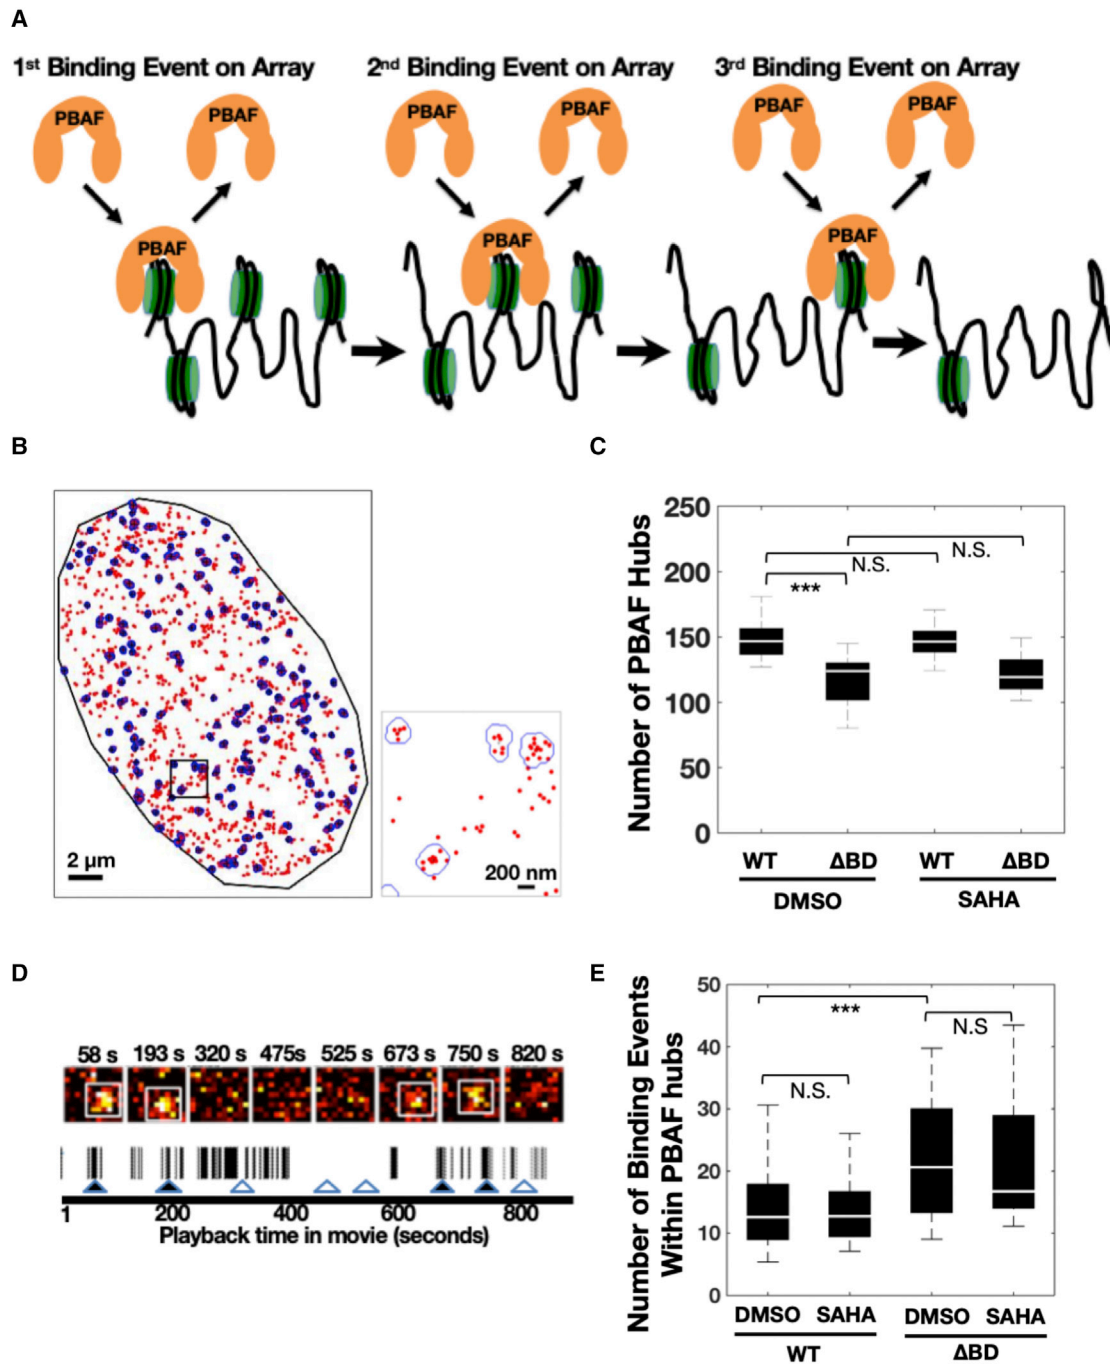 A
1st Binding Event on Array 2nd Binding Event on Array 3rd Binding Event on Array
PBAF PBAF PBAF PBAF PBAF PBAF
PBAF PBAF PBAF
B
2 μm
200 nm
C
Number of PBAF Hubs
250
200
150
100
50
0
N.S.
N.S.
***
WT ΔBD WT ΔBD
DMSO SAHA
D
58 s 193 s 320 s 475s 525 s 673 s 750 s 820 s
1 200 400 600 800
Playback time in movie (seconds)
E
Number of Binding Events
Within PBAF hubs
50
40
30
20
10
0
***
N.S
N.S.
DMSO SAHA DMSO SAHA
WT ΔBD